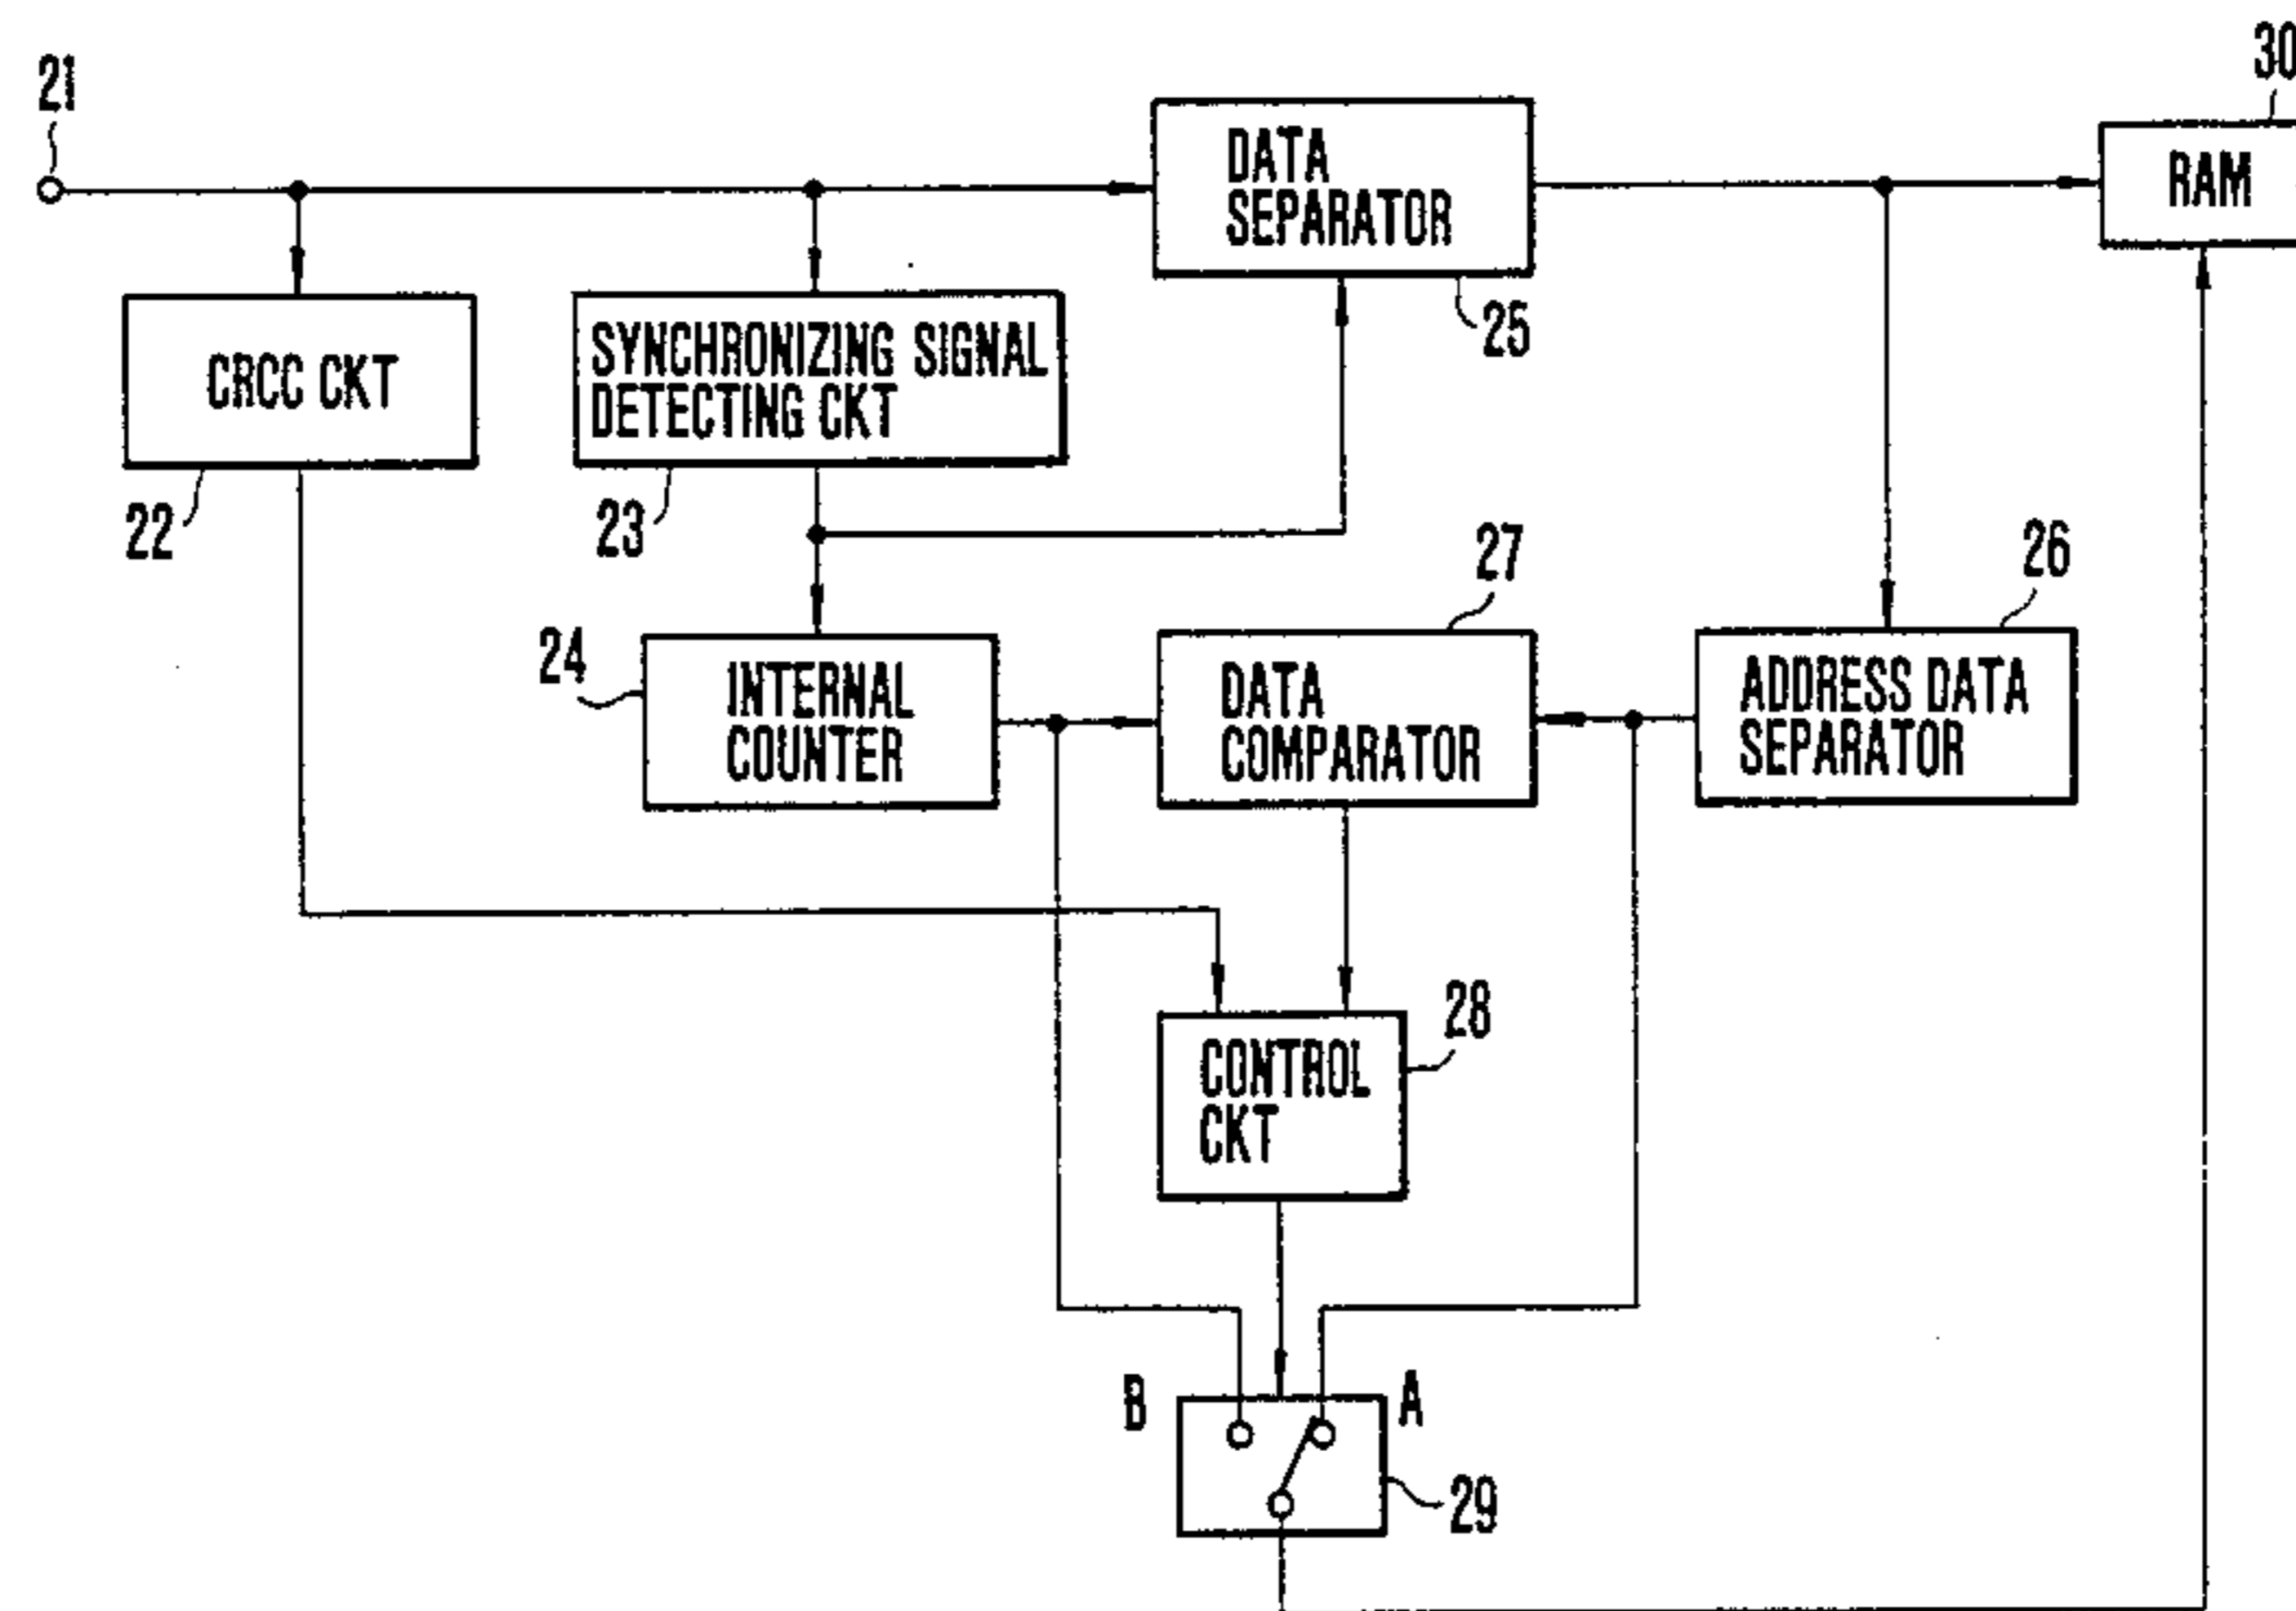 21
30
DATA
SEPARATOR
RAM
25
CRCC CKT
SYNCHRONIZING SIGNAL
DETECTING CKT
22
23
27
26
24
INTERNAL
COUNTER
DATA
COMPARATOR
ADDRESS DATA
SEPARATOR
28
CONTROL
CKT
B
A
29